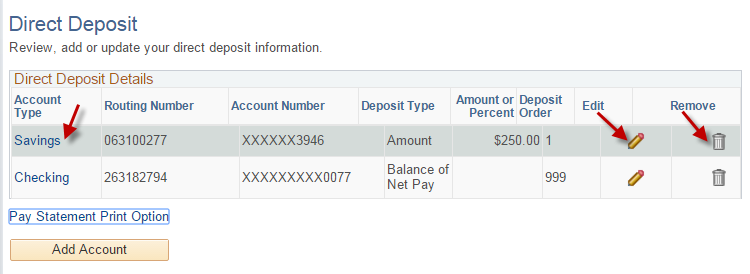 Direct Deposit
Review, add or update your direct deposit information.
Direct Deposit Details
Account Type Routing Number Account Number Deposit Type Amount or Percent Deposit Order Edit Remove
Savings 063100277 XXXXXX3946 Amount $250.00 1
Checking 263182794 XXXXXXXXX0077 Balance of Net Pay 999
Pay Statement Print Option
Add Account